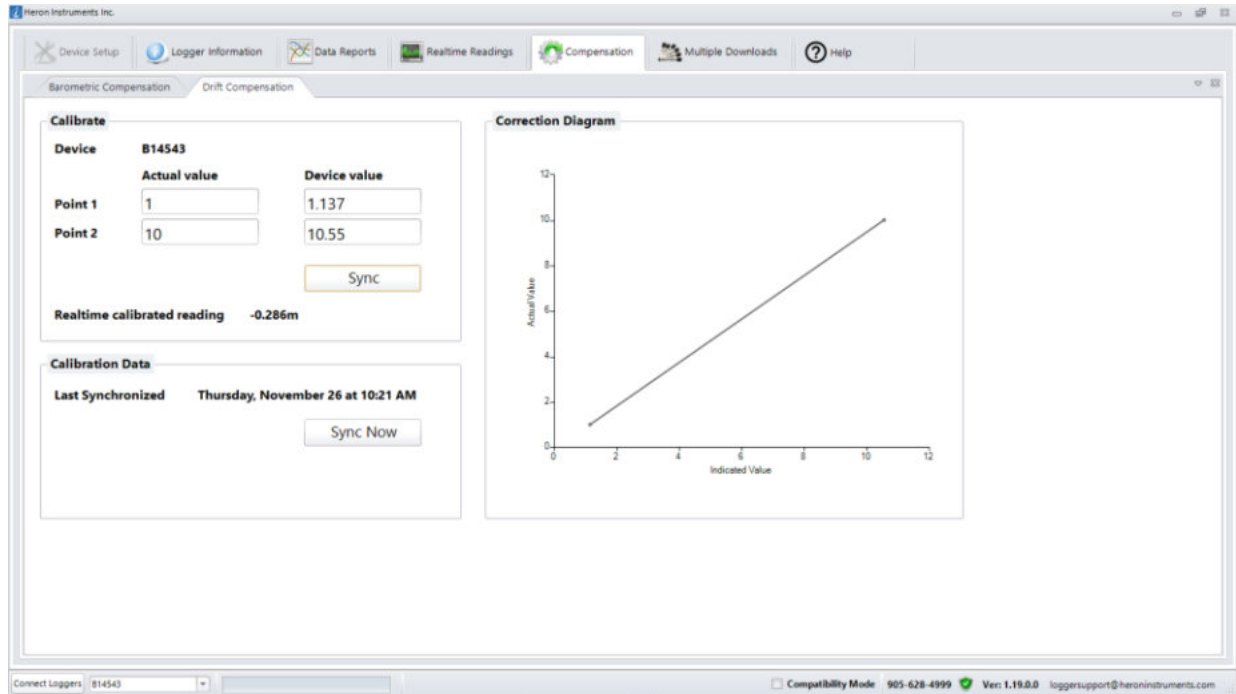 Heron Instruments Inc.
Device Setup
Logger Information
Data Reports
Realtime Readings
Compensation
Multiple Downloads
? Help
Barometric Compensation
Drift Compensation
Calibrate
Device B14543
Actual value Device value
Point 1 1 1.137
Point 2 10 10.55
Sync
Realtime calibrated reading -0.286m
Calibration Data
Last Synchronized Thursday, November 26 at 10:21 AM
Sync Now
Correction Diagram
12
10
8
6
4
2
0
Actual Value
0 2 4 6 8 10 12
Indicated Value
Connect Loggers B14543
Compatibility Mode 905-628-4999 Ver: 1.19.0.0 loggersupport@heroninstruments.com